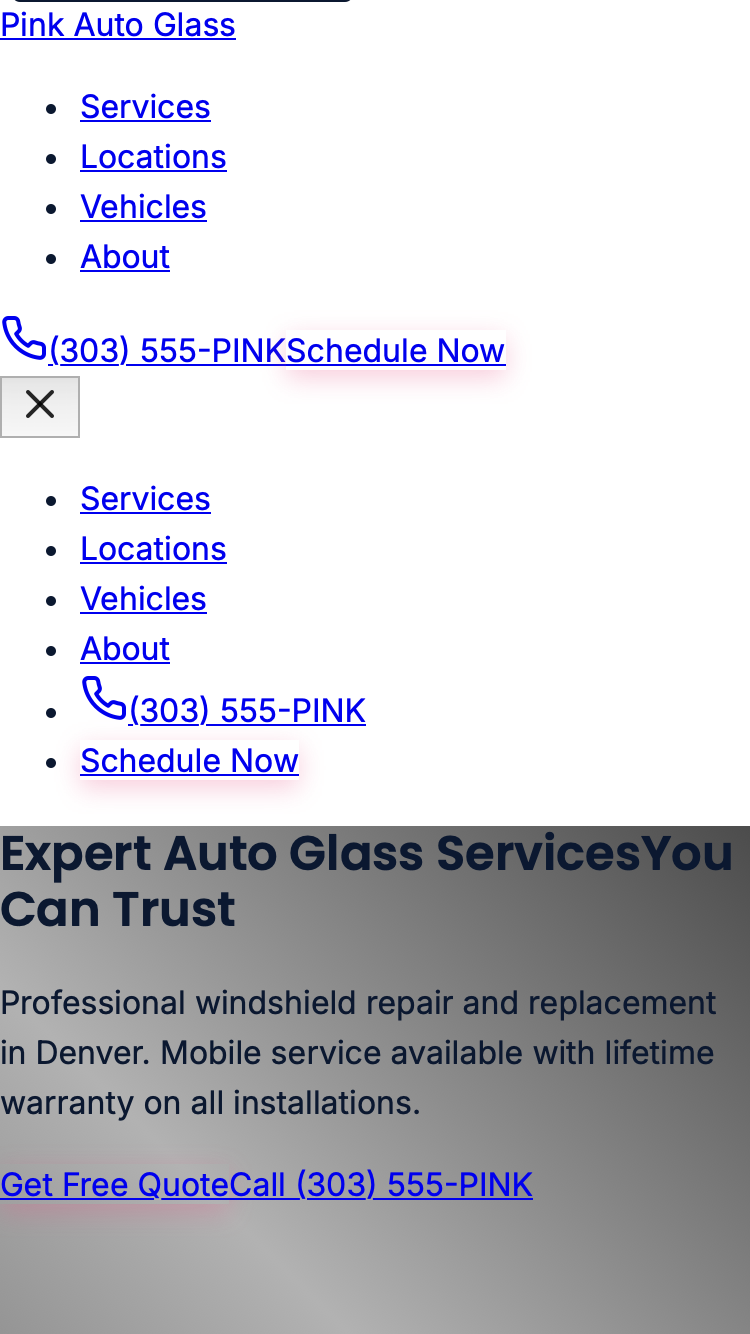 Pink Auto Glass
Services
Locations
Vehicles
About
(303) 555-PINKSchedule Now
Services
Locations
Vehicles
About
(303) 555-PINK
Schedule Now
Expert Auto Glass ServicesYou
Can Trust
Professional windshield repair and replacement
in Denver. Mobile service available with lifetime
warranty on all installations.
Get Free QuoteCall (303) 555-PINK